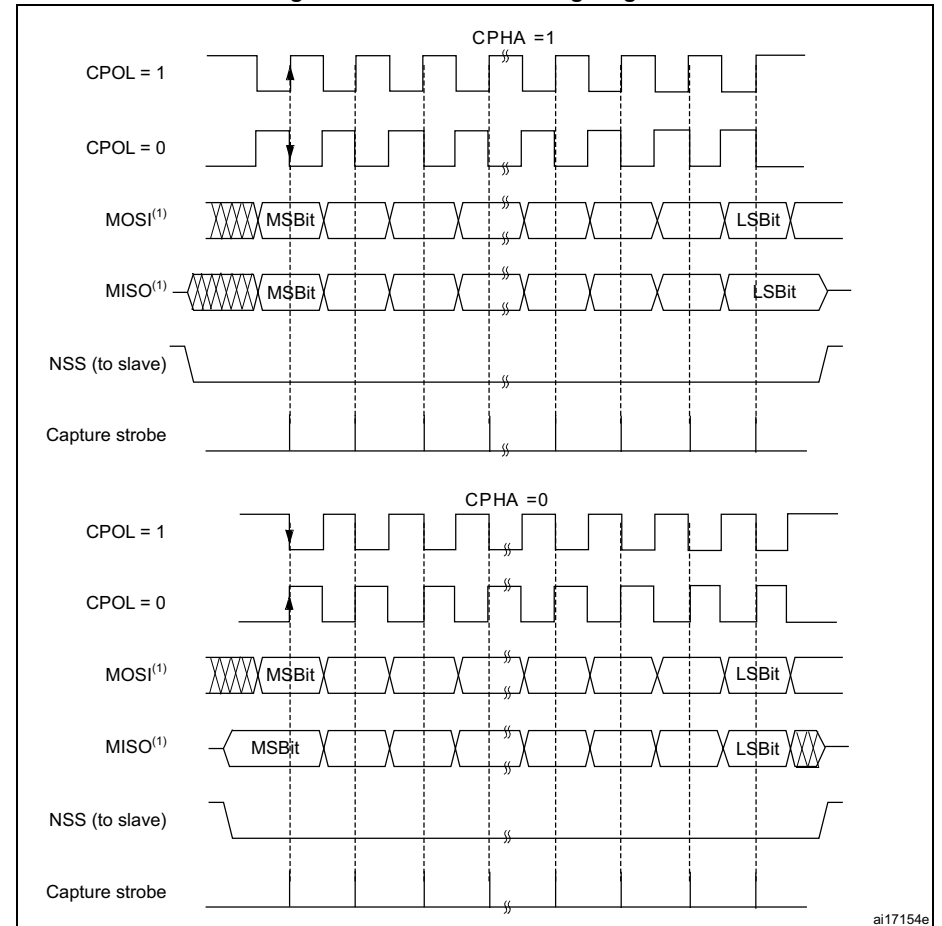 CPHA =1
CPOL = 1
CPOL = 0
MOSI(1)
MSBit
LSBit
MISO(1)
MSBit
LSBit
NSS (to slave)
Capture strobe
CPHA =0
CPOL = 1
CPOL = 0
MOSI(1)
MSBit
LSBit
MISO(1)
MSBit
LSBit
NSS (to slave)
Capture strobe
ai17154e